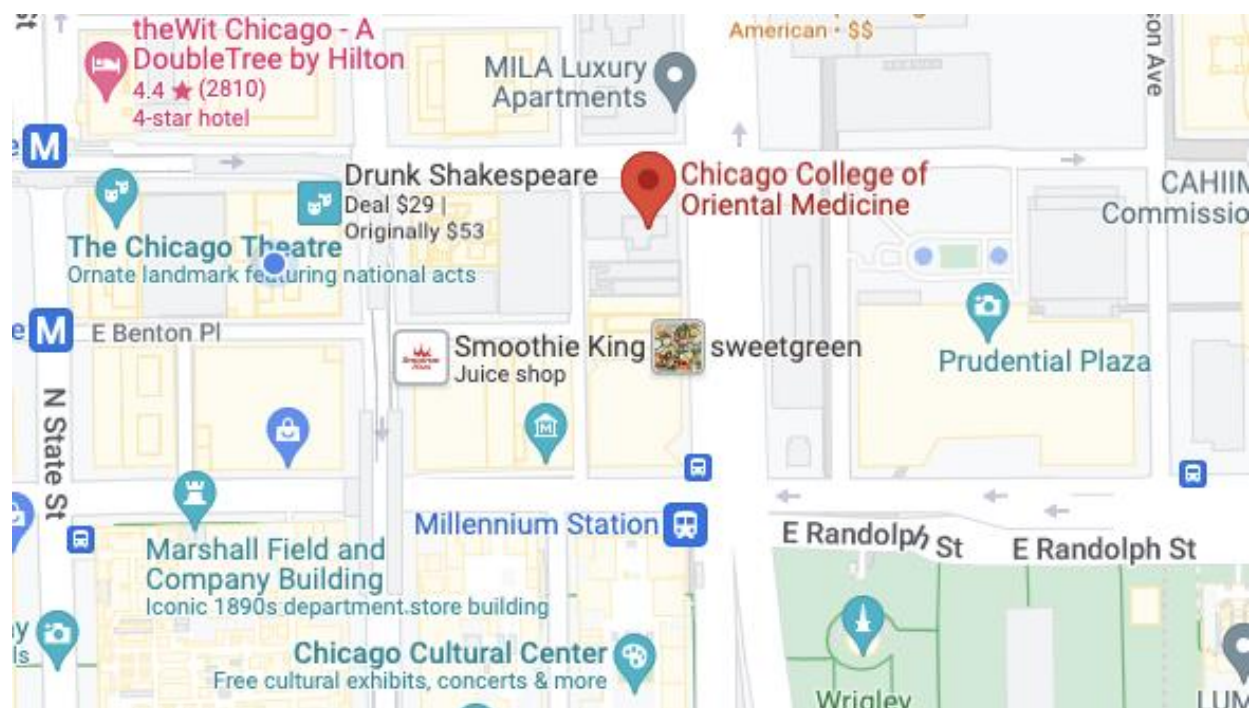 St
theWit Chicago - A
DoubleTree by Hilton
4.4 ★ (2810)
4-star hotel
MILA Luxury
Apartments
American · $$
son Ave
M
Drunk Shakespeare
Deal $29 |
Originally $53
The Chicago Theatre
Ornate landmark featuring national acts
Chicago College of
Oriental Medicine
CAHIIM
Commissio
M
E Benton Pl
Smoothie King
Juice shop
sweetgreen
Prudential Plaza
N State St
Millennium Station
E Randolph St
E Randolph St
Marshall Field and
Company Building
Iconic 1890s department store building
Chicago Cultural Center
Free cultural exhibits, concerts & more
Wrigley
LUM